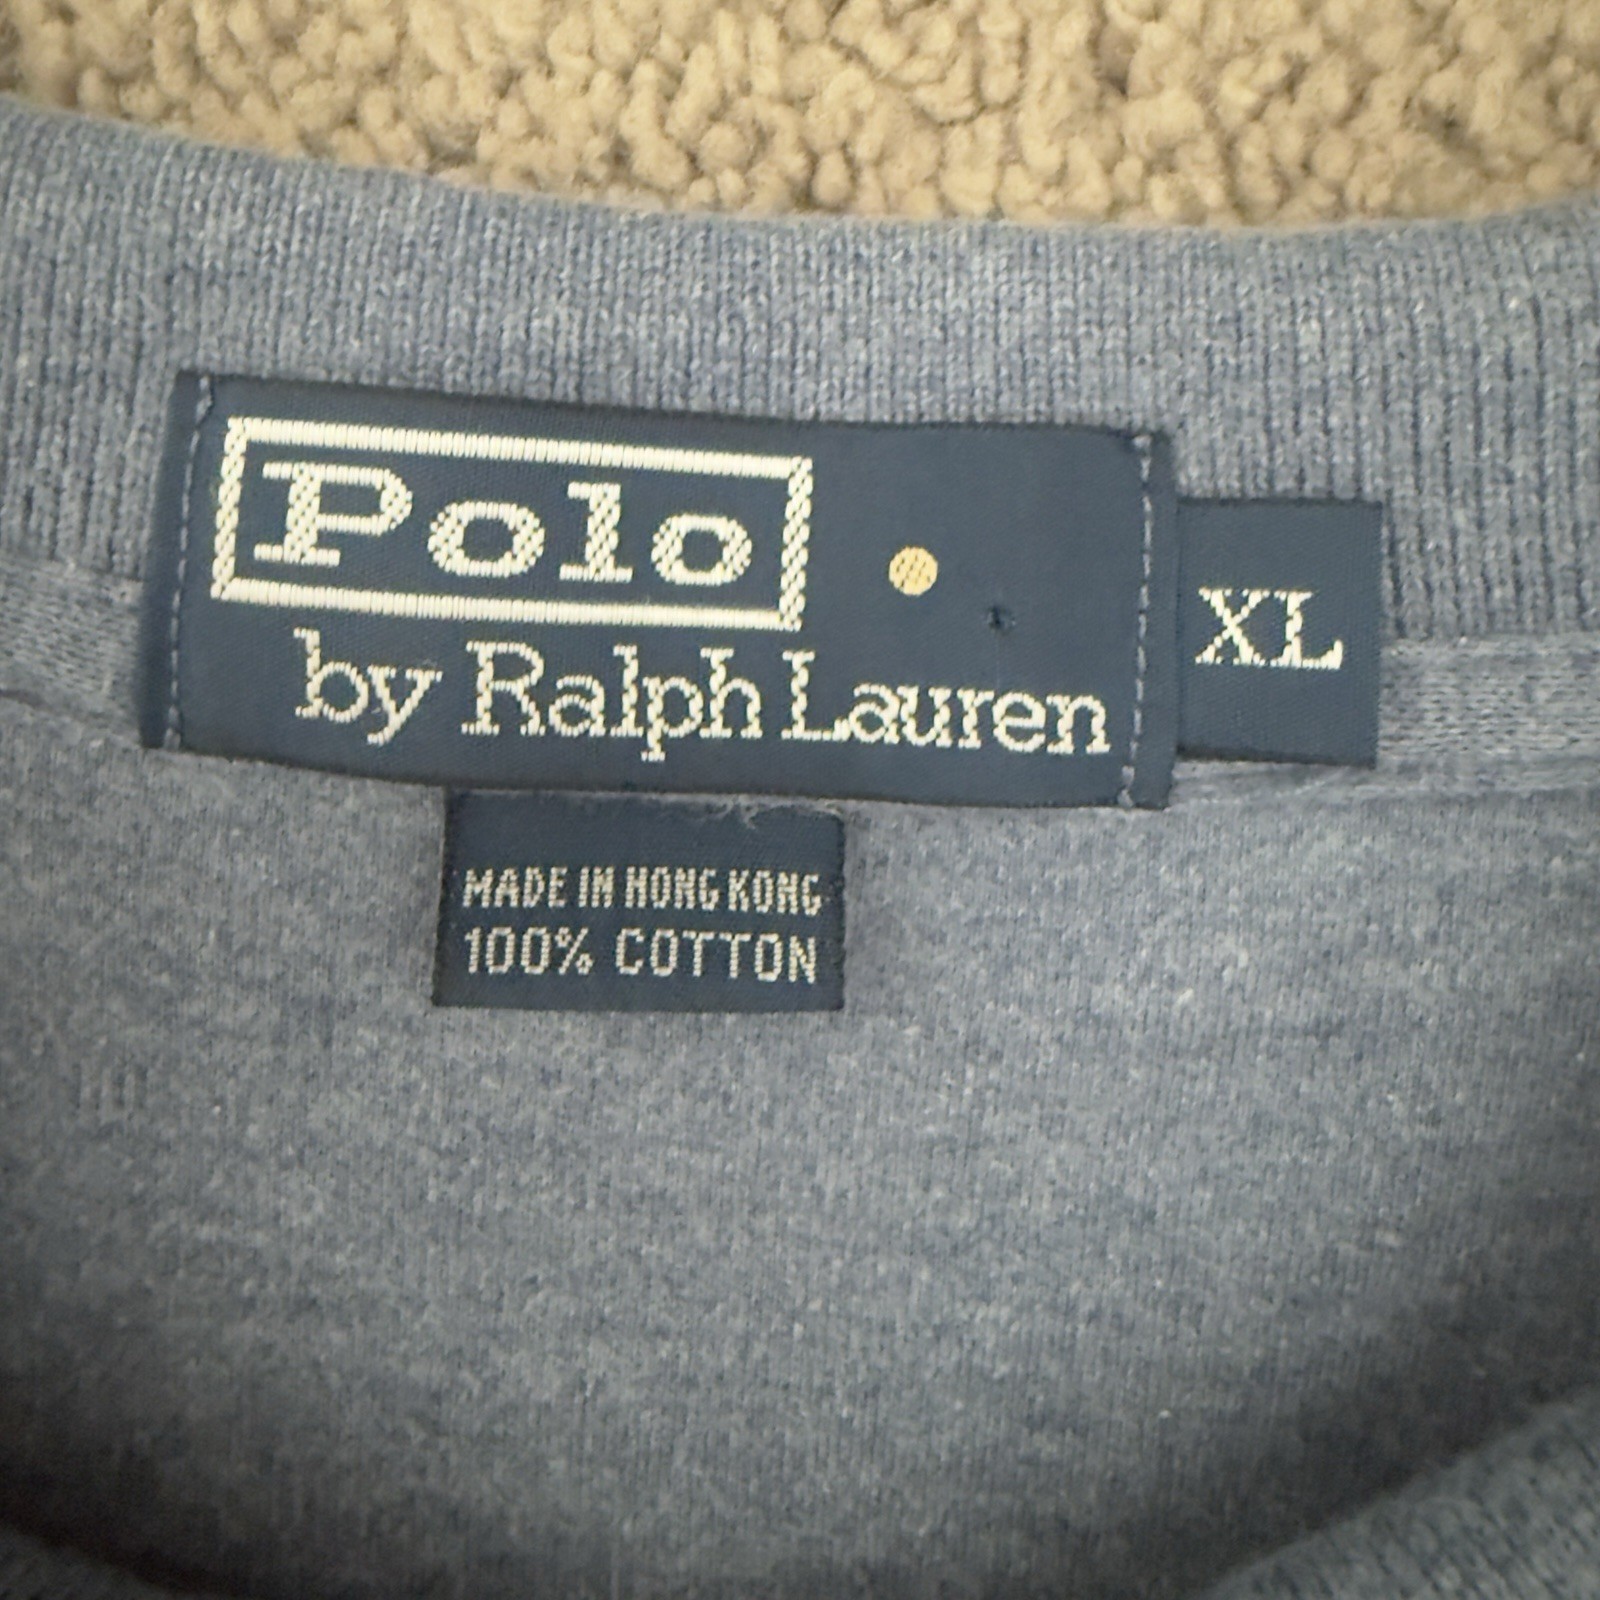 Polo
by Ralph Lauren
XL
MADE IN HONG KONG
100% COTTON